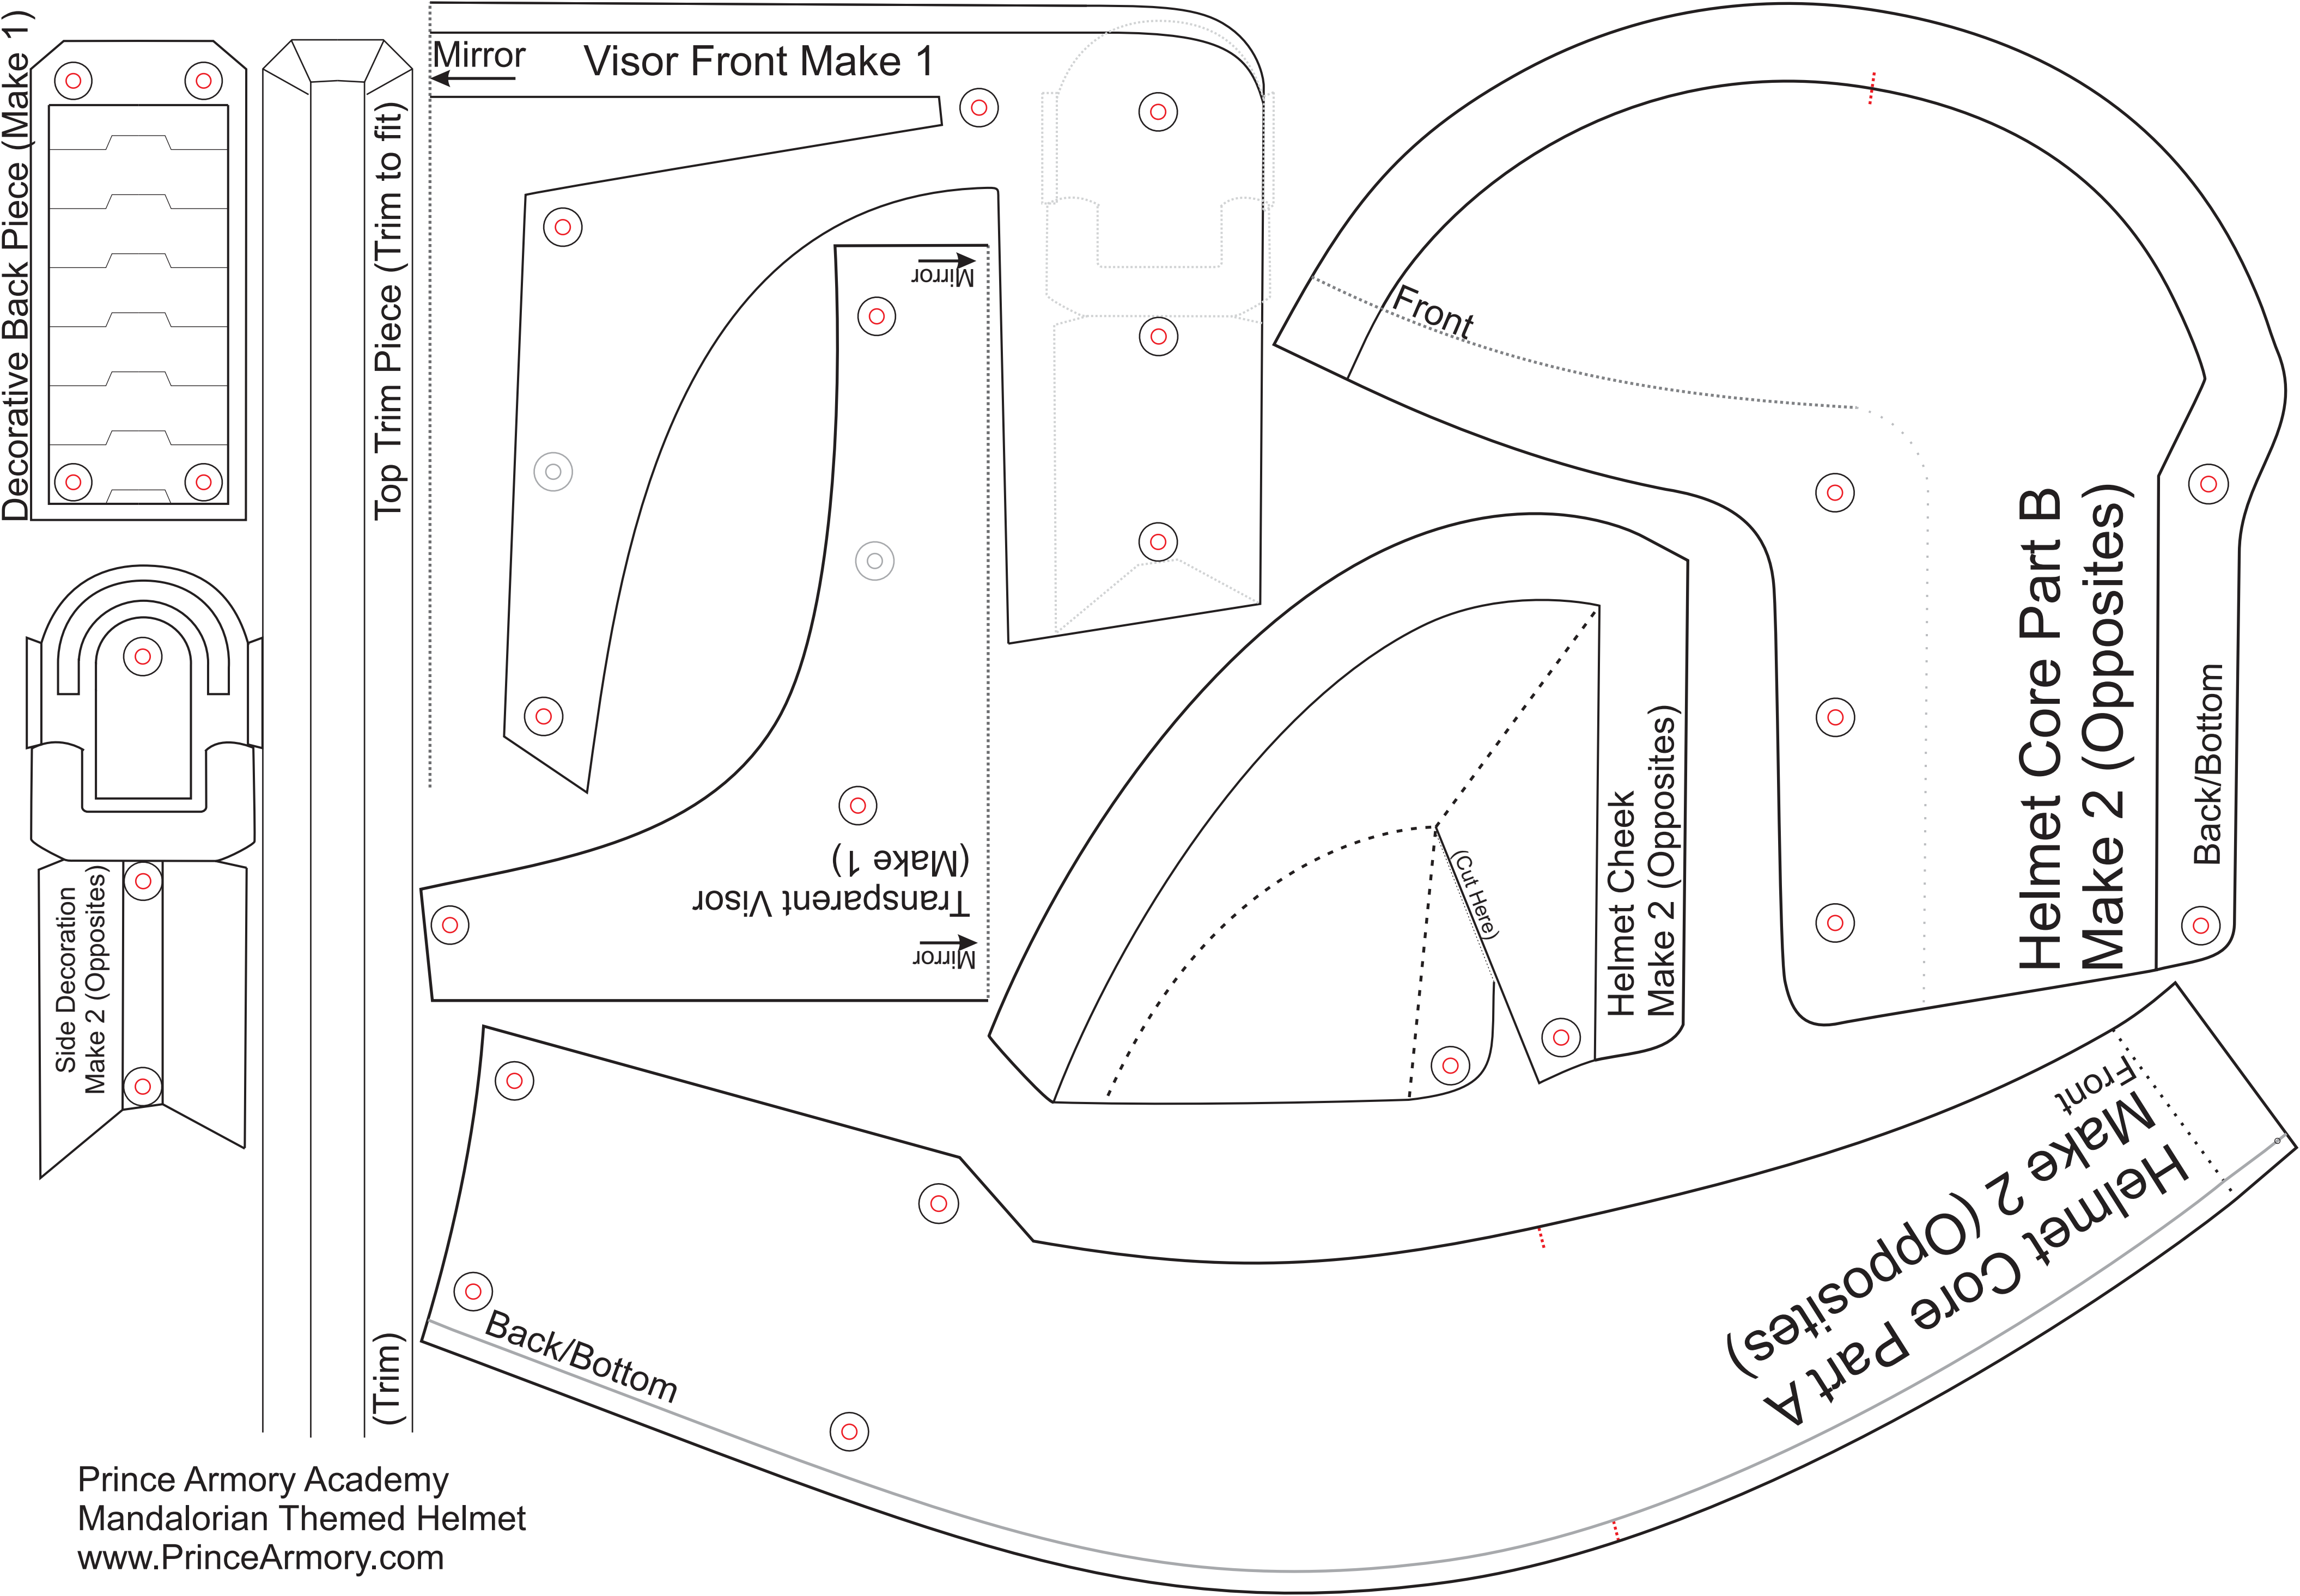 Decorative Back Piece (Make 1)
Top Trim Piece (Trim to fit)
(Trim)
Mirror
Visor Front Make 1
Mirror
Transparent Visor
(Make 1)
Mirror
Front
Helmet Core Part B
Make 2 (Opposites)
Back/Bottom
Side Decoration
Make 2 (Opposites)
(Cut Here)
Helmet Cheek
Make 2 (Opposites)
Helmet Core Part A
Make 2 (Opposites)
Front
Back/Bottom
Prince Armory Academy
Mandalorian Themed Helmet
www.PrinceArmory.com